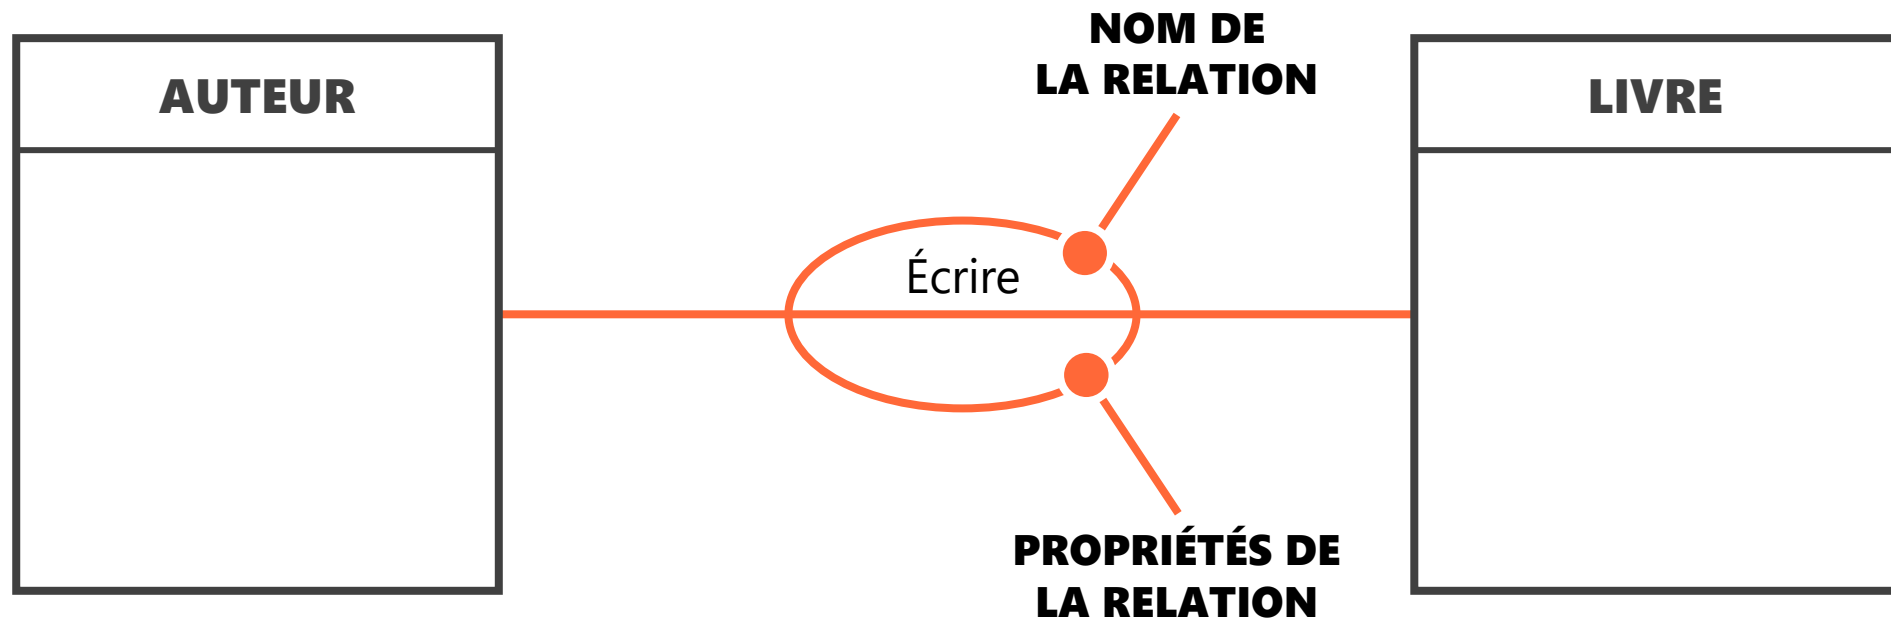 NOM DE
LA RELATION
AUTEUR
LIVRE
Écrire
PROPRIÉTÉS DE
LA RELATION